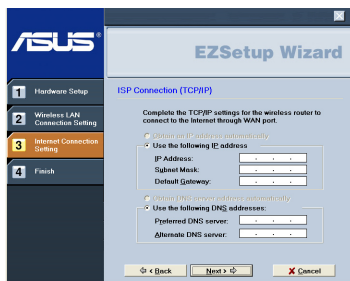 ASUS®
EZSetup Wizard
1 Hardware Setup
2 Wireless LAN
Connection Setting
3 Internet Connection
Setting
4 Finish
ISP Connection (TCP/IP)
Complete the TCP/IP settings for the wireless router to
connect to the Internet through WAN port.
Obtain an IP address automatically
Use the following IP address
IP Address: . . .
Subnet Mask: . . .
Default Gateway: . . .
Obtain DNS server address automatically
Use the following DNS addresses:
Preferred DNS server: . . .
Alternate DNS server: . . .
< Back
Next >
X Cancel